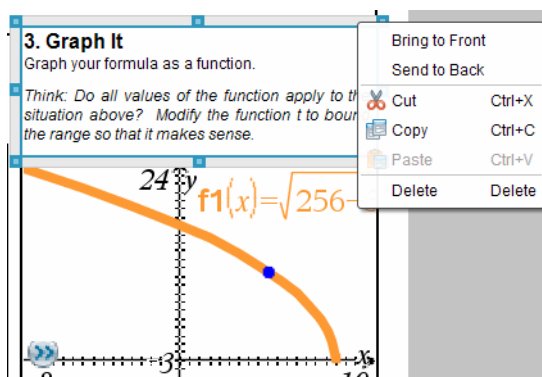 3. Graph It
Graph your formula as a function.
Think: Do all values of the function apply to th
situation above? Modify the function t to bour
the range so that it makes sense.
Bring to Front
Send to Back
Cut Ctrl+X
Copy Ctrl+C
Paste Ctrl+V
Delete Delete
24 y
f1(x)=√256-
-3
x